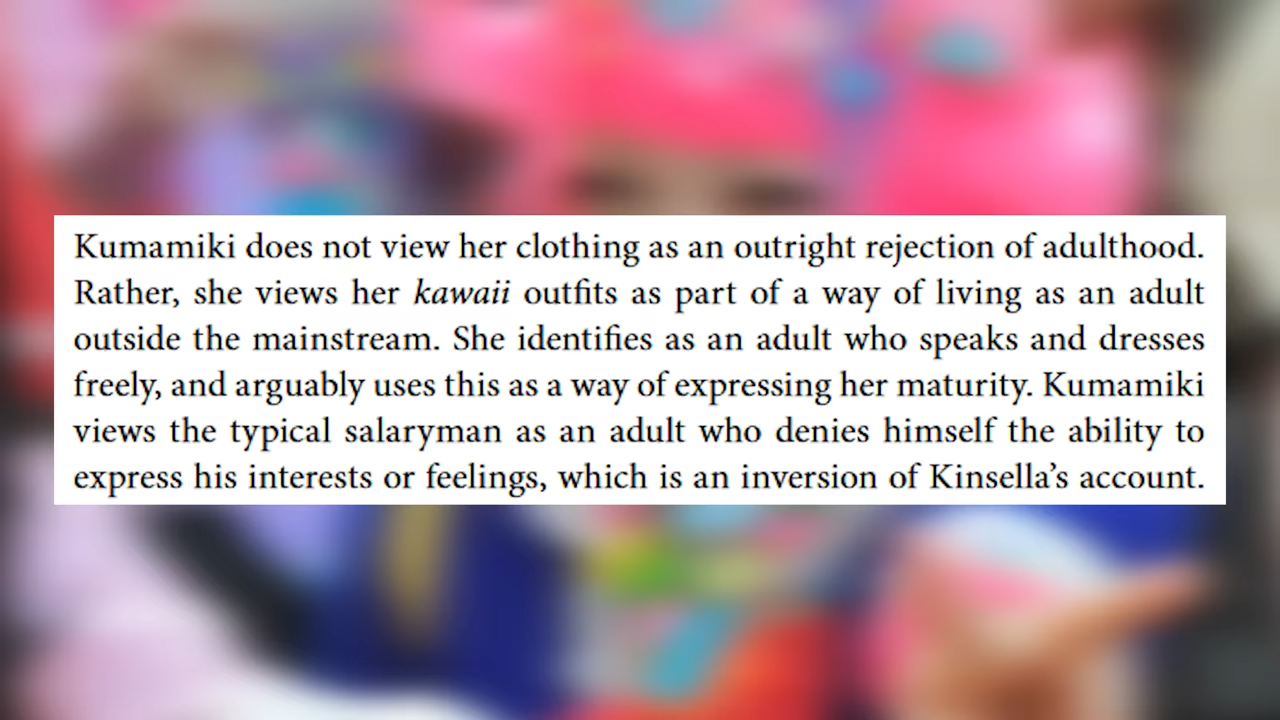 Kumamiki does not view her clothing as an outright rejection of adulthood.
Rather, she views her kawaii outfits as part of a way of living as an adult
outside the mainstream. She identifies as an adult who speaks and dresses
freely, and arguably uses this as a way of expressing her maturity. Kumamiki
views the typical salaryman as an adult who denies himself the ability to
express his interests or feelings, which is an inversion of Kinsella’s account.